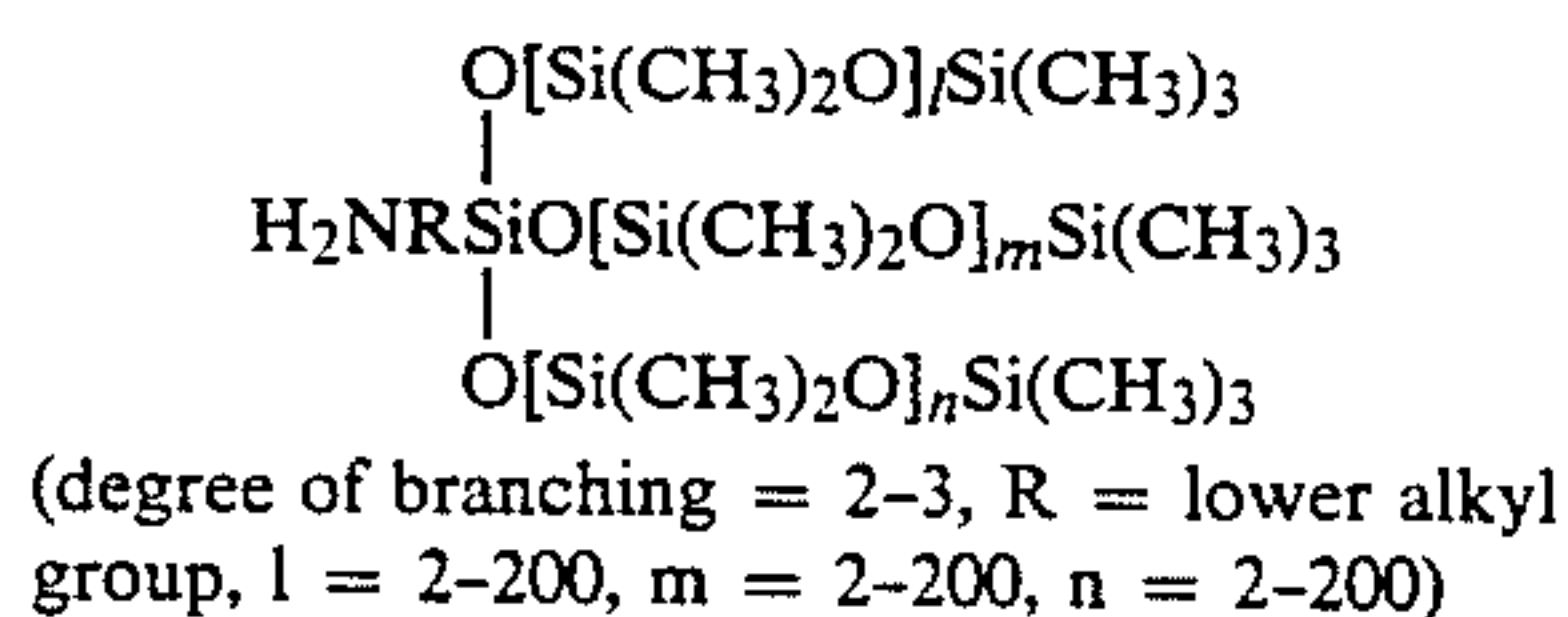 O[Si(CH3)2O]lSi(CH3)3
H2NRSiO[Si(CH3)2O]mSi(CH3)3
O[Si(CH3)2O]nSi(CH3)3
(degree of branching = 2–3, R = lower alkyl
group, l = 2–200, m = 2–200, n = 2–200)